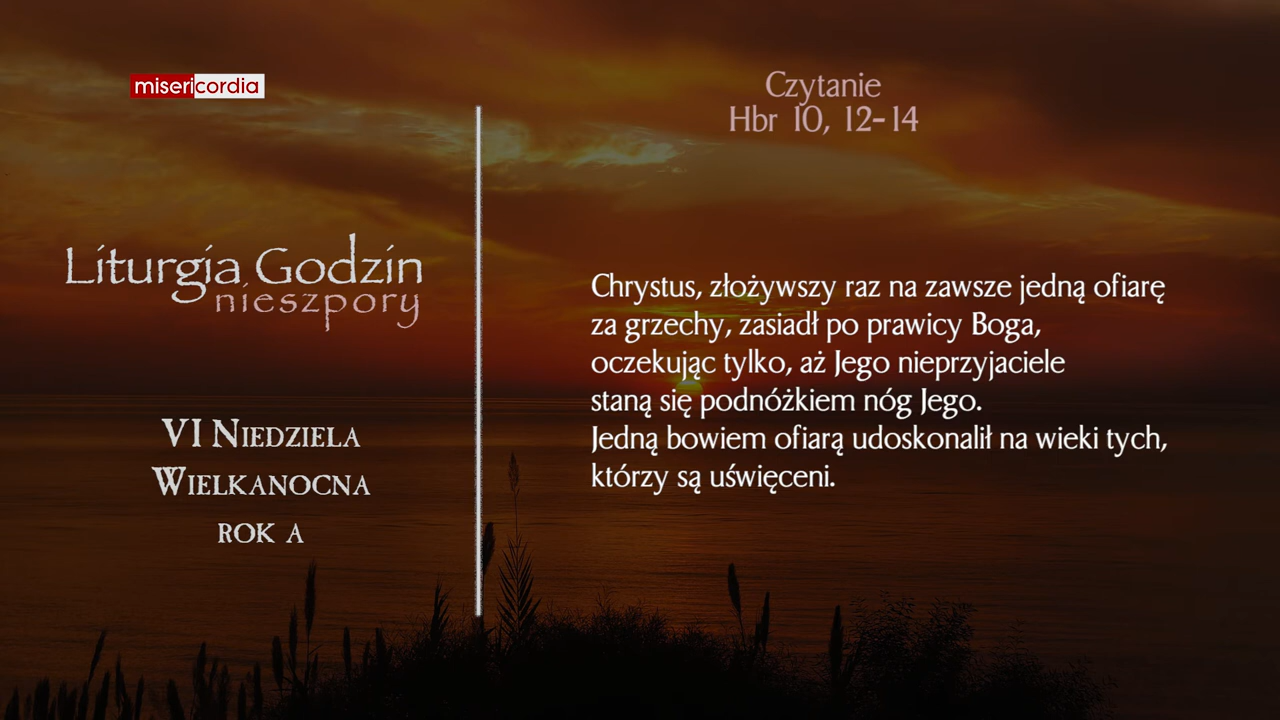 misericordia
Liturgia Godzin
nieszpory
VI Niedziela
Wielkanocna
rok a
Czytanie
Hbr 10, 12-14
Chrystus, złożywszy raz na zawsze jedną ofiarę
za grzechy, zasiadł po prawicy Boga,
oczekując tylko, aż Jego nieprzyjaciele
staną się podnóżkiem nóg Jego.
Jedną bowiem ofiarą udoskonalił na wieki tych,
którzy są uświęceni.